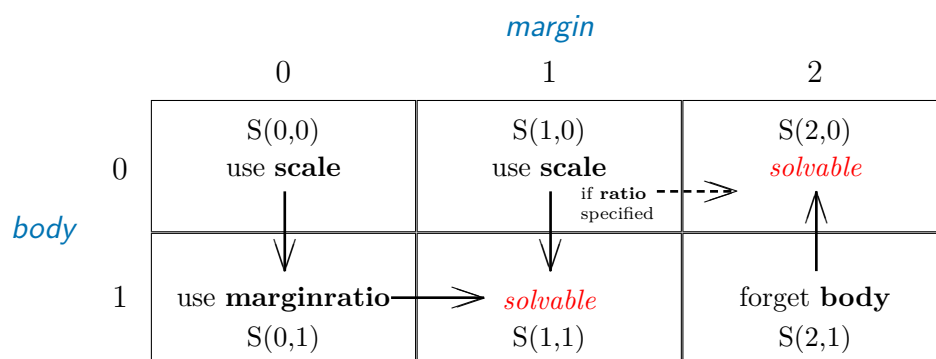 margin
0 1 2
S(0,0) S(1,0) S(2,0)
0 use scale use scale solvable
if ratio
specified
body
1 use marginratio solvable forget body
S(0,1) S(1,1) S(2,1)